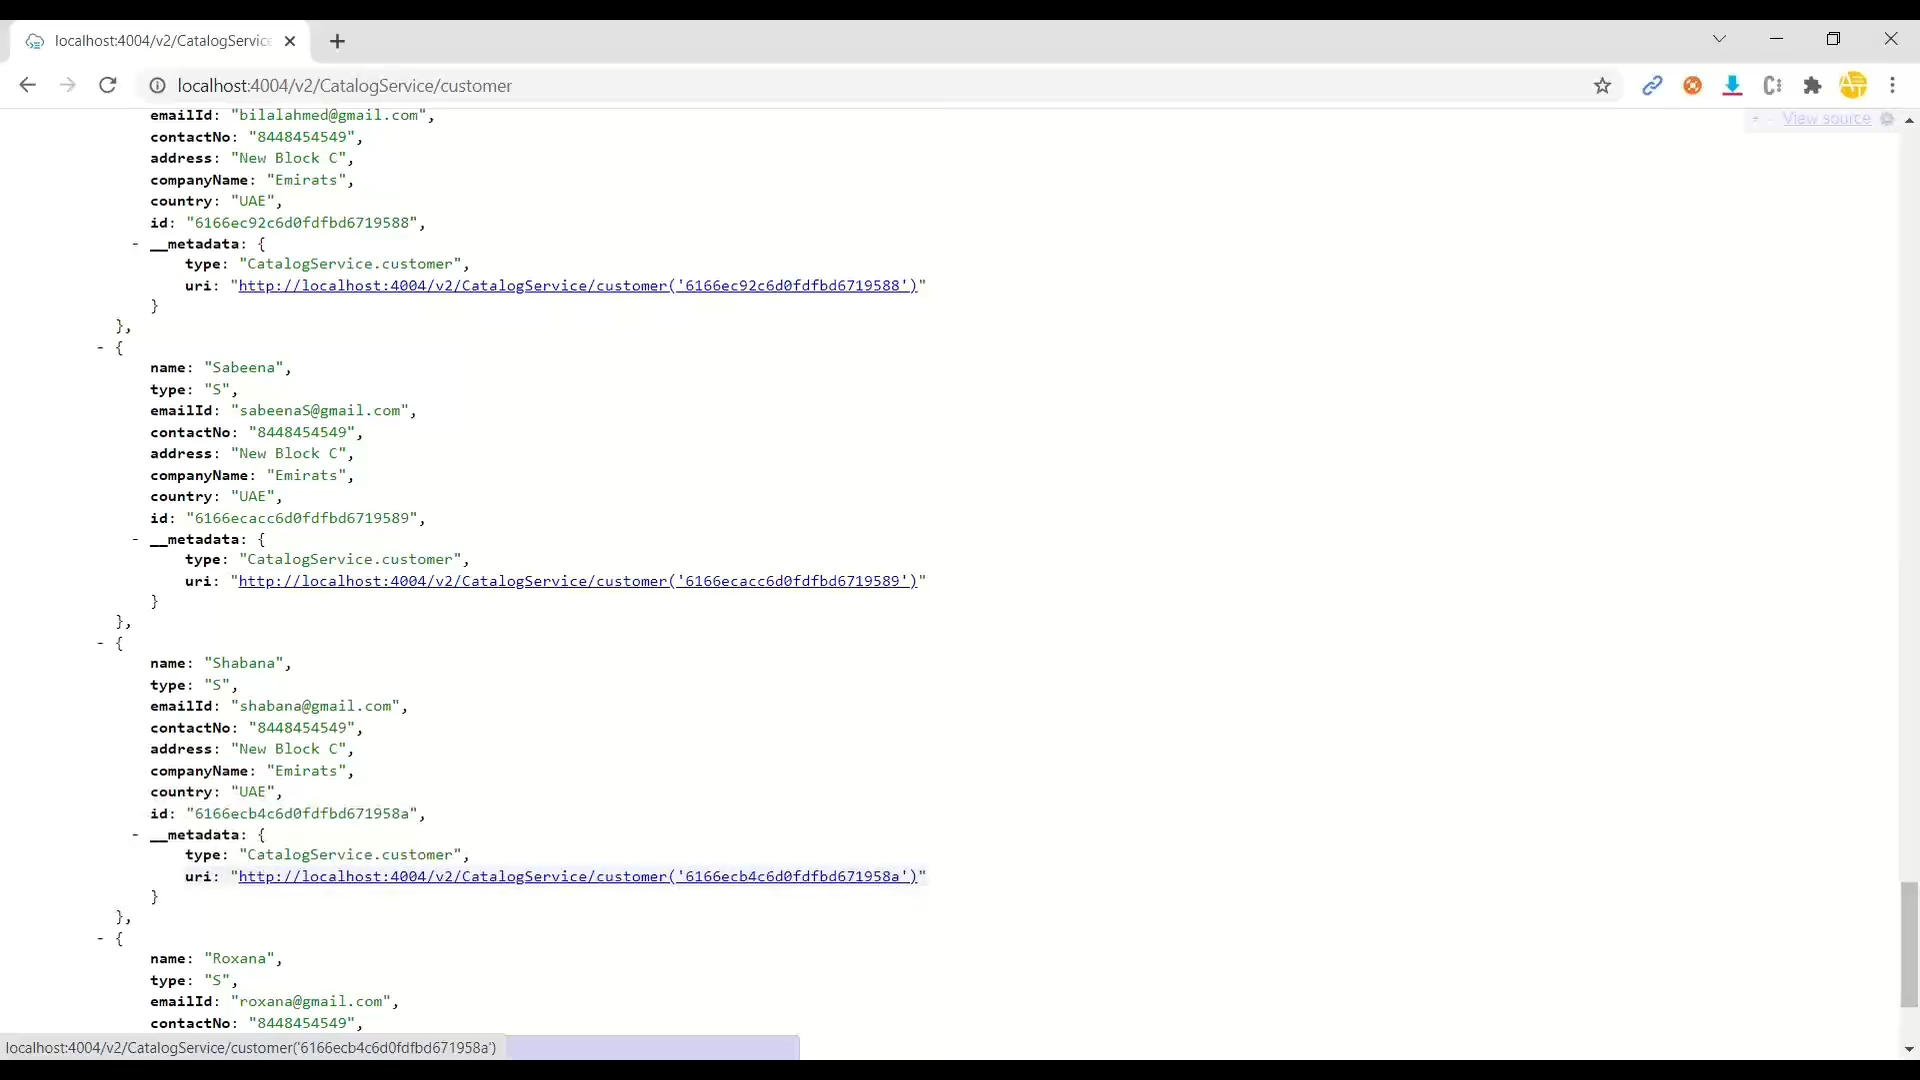 localhost:4004/v2/CatalogService
localhost:4004/v2/CatalogService/customer
View source
emailId: "bilalahmed@gmail.com",
contactNo: "8448454549",
address: "New Block C",
companyName: "Emirats",
country: "UAE",
id: "6166ec92c6d0fdfbd6719588",
- __metadata: {
type: "CatalogService.customer",
uri: "http://localhost:4004/v2/CatalogService/customer('6166ec92c6d0fdfbd6719588')"
}
},
- {
name: "Sabeena",
type: "S",
emailId: "sabeenaS@gmail.com",
contactNo: "8448454549",
address: "New Block C",
companyName: "Emirats",
country: "UAE",
id: "6166ecacc6d0fdfbd6719589",
- __metadata: {
type: "CatalogService.customer",
uri: "http://localhost:4004/v2/CatalogService/customer('6166ecacc6d0fdfbd6719589')"
}
},
- {
name: "Shabana",
type: "S",
emailId: "shabana@gmail.com",
contactNo: "8448454549",
address: "New Block C",
companyName: "Emirats",
country: "UAE",
id: "6166ecb4c6d0fdfbd671958a",
- __metadata: {
type: "CatalogService.customer",
uri: "http://localhost:4004/v2/CatalogService/customer('6166ecb4c6d0fdfbd671958a')"
}
},
- {
name: "Roxana",
type: "S",
emailId: "roxana@gmail.com",
contactNo: "8448454549",
localhost:4004/v2/CatalogService/customer('6166ecb4c6d0fdfbd671958a')